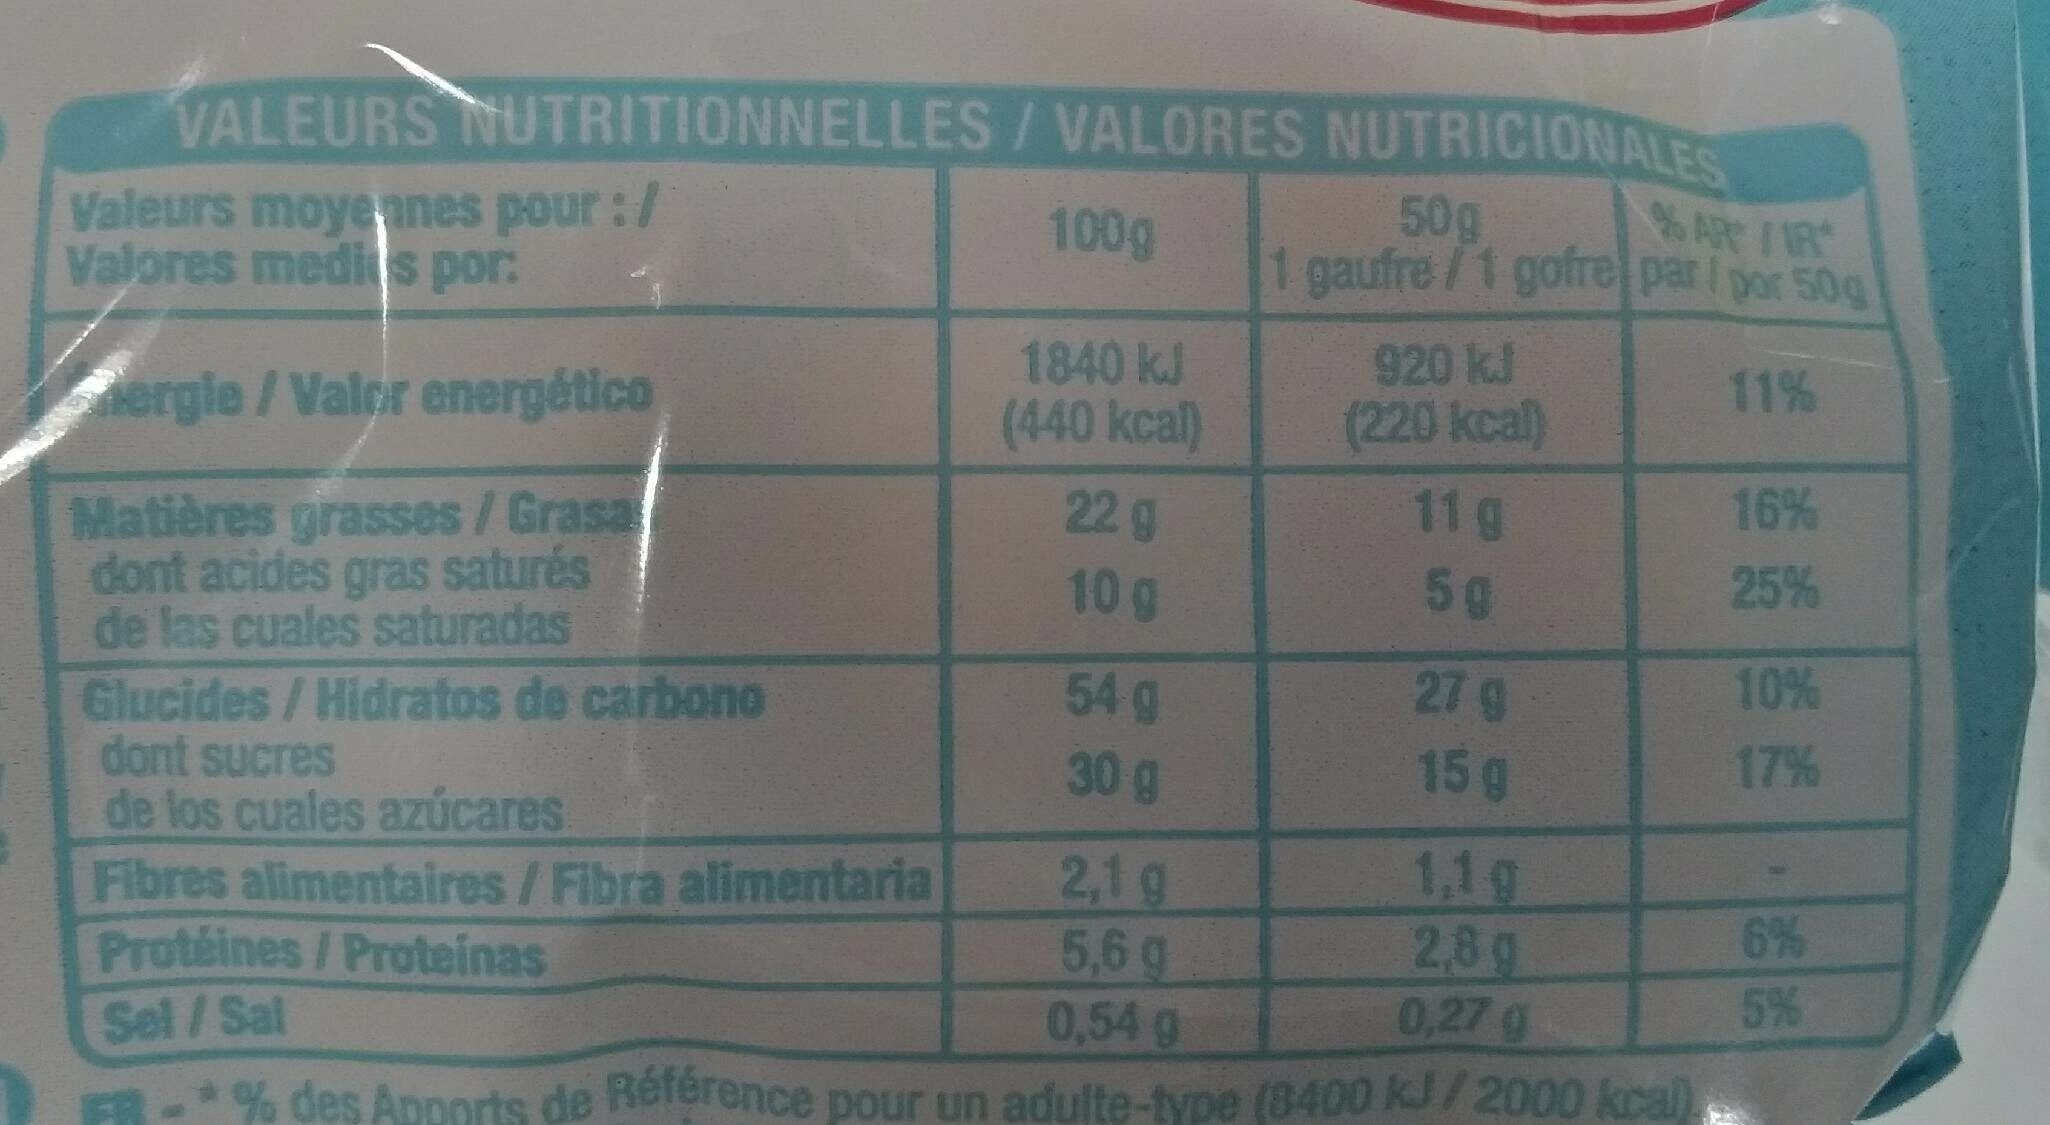 VALEURS NUTRITIONNELLES / VALORES NUTRICIONALES
Valeurs moyennes pour : /
Valores medios por:
100g
50g
1 gaufre / 1 gofre
% AR* / IR*
par / por 50g
Énergie / Valor energético
1840 kJ
(440 kcal)
920 kJ
(220 kcal)
11%
Matières grasses / Grasas
22 g
11 g
16%
dont acides gras saturés
de las cuales saturadas
10 g
5 g
25%
Glucides / Hidratos de carbono
54 g
27 g
10%
dont sucres
de los cuales azúcares
30 g
15 g
17%
Fibres alimentaires / Fibra alimentaria
2,1 g
1,1 g
-
Protéines / Proteínas
5,6 g
2,8 g
6%
Sel / Sal
0,54 g
0,27 g
5%
FR - * % des Apports de Référence pour un adulte-type (8400 kJ / 2000 kcal).